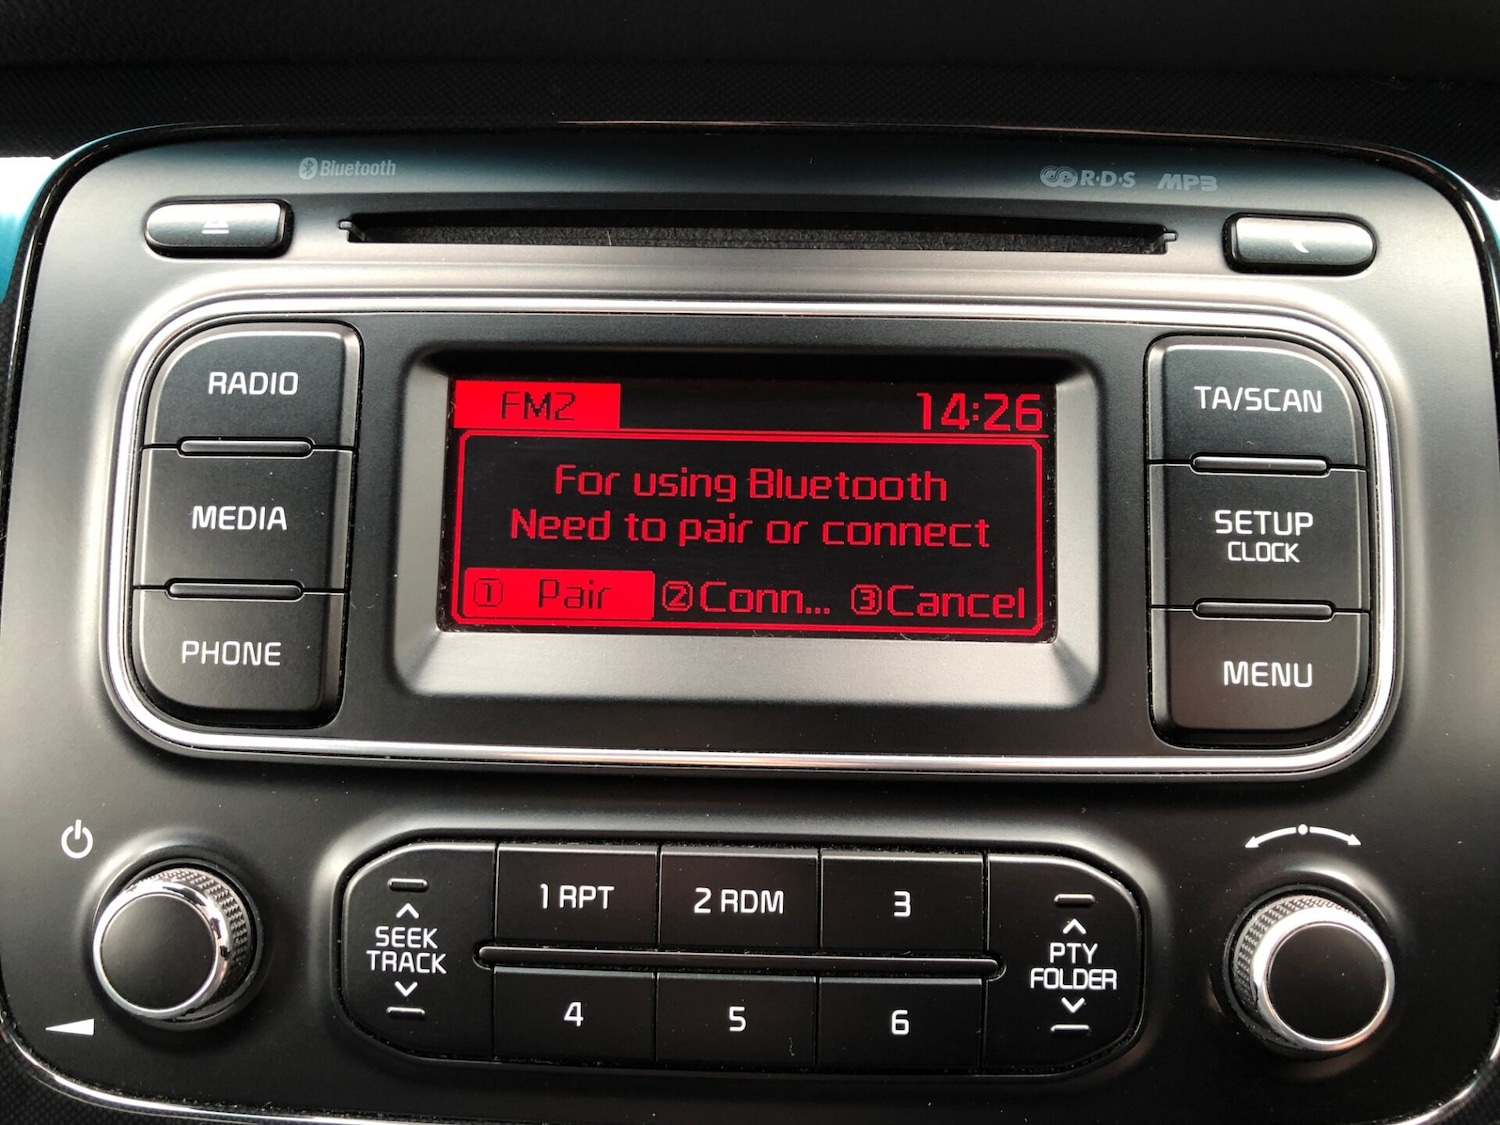 Bluetooth
R·D·S MP3
RADIO
MEDIA
PHONE
FM2 14:26
For using Bluetooth
Need to pair or connect
① Pair ②Conn... ③Cancel
TA/SCAN
SETUP
CLOCK
MENU
SEEK
TRACK
1 RPT 2 RDM 3
4 5 6
PTY
FOLDER